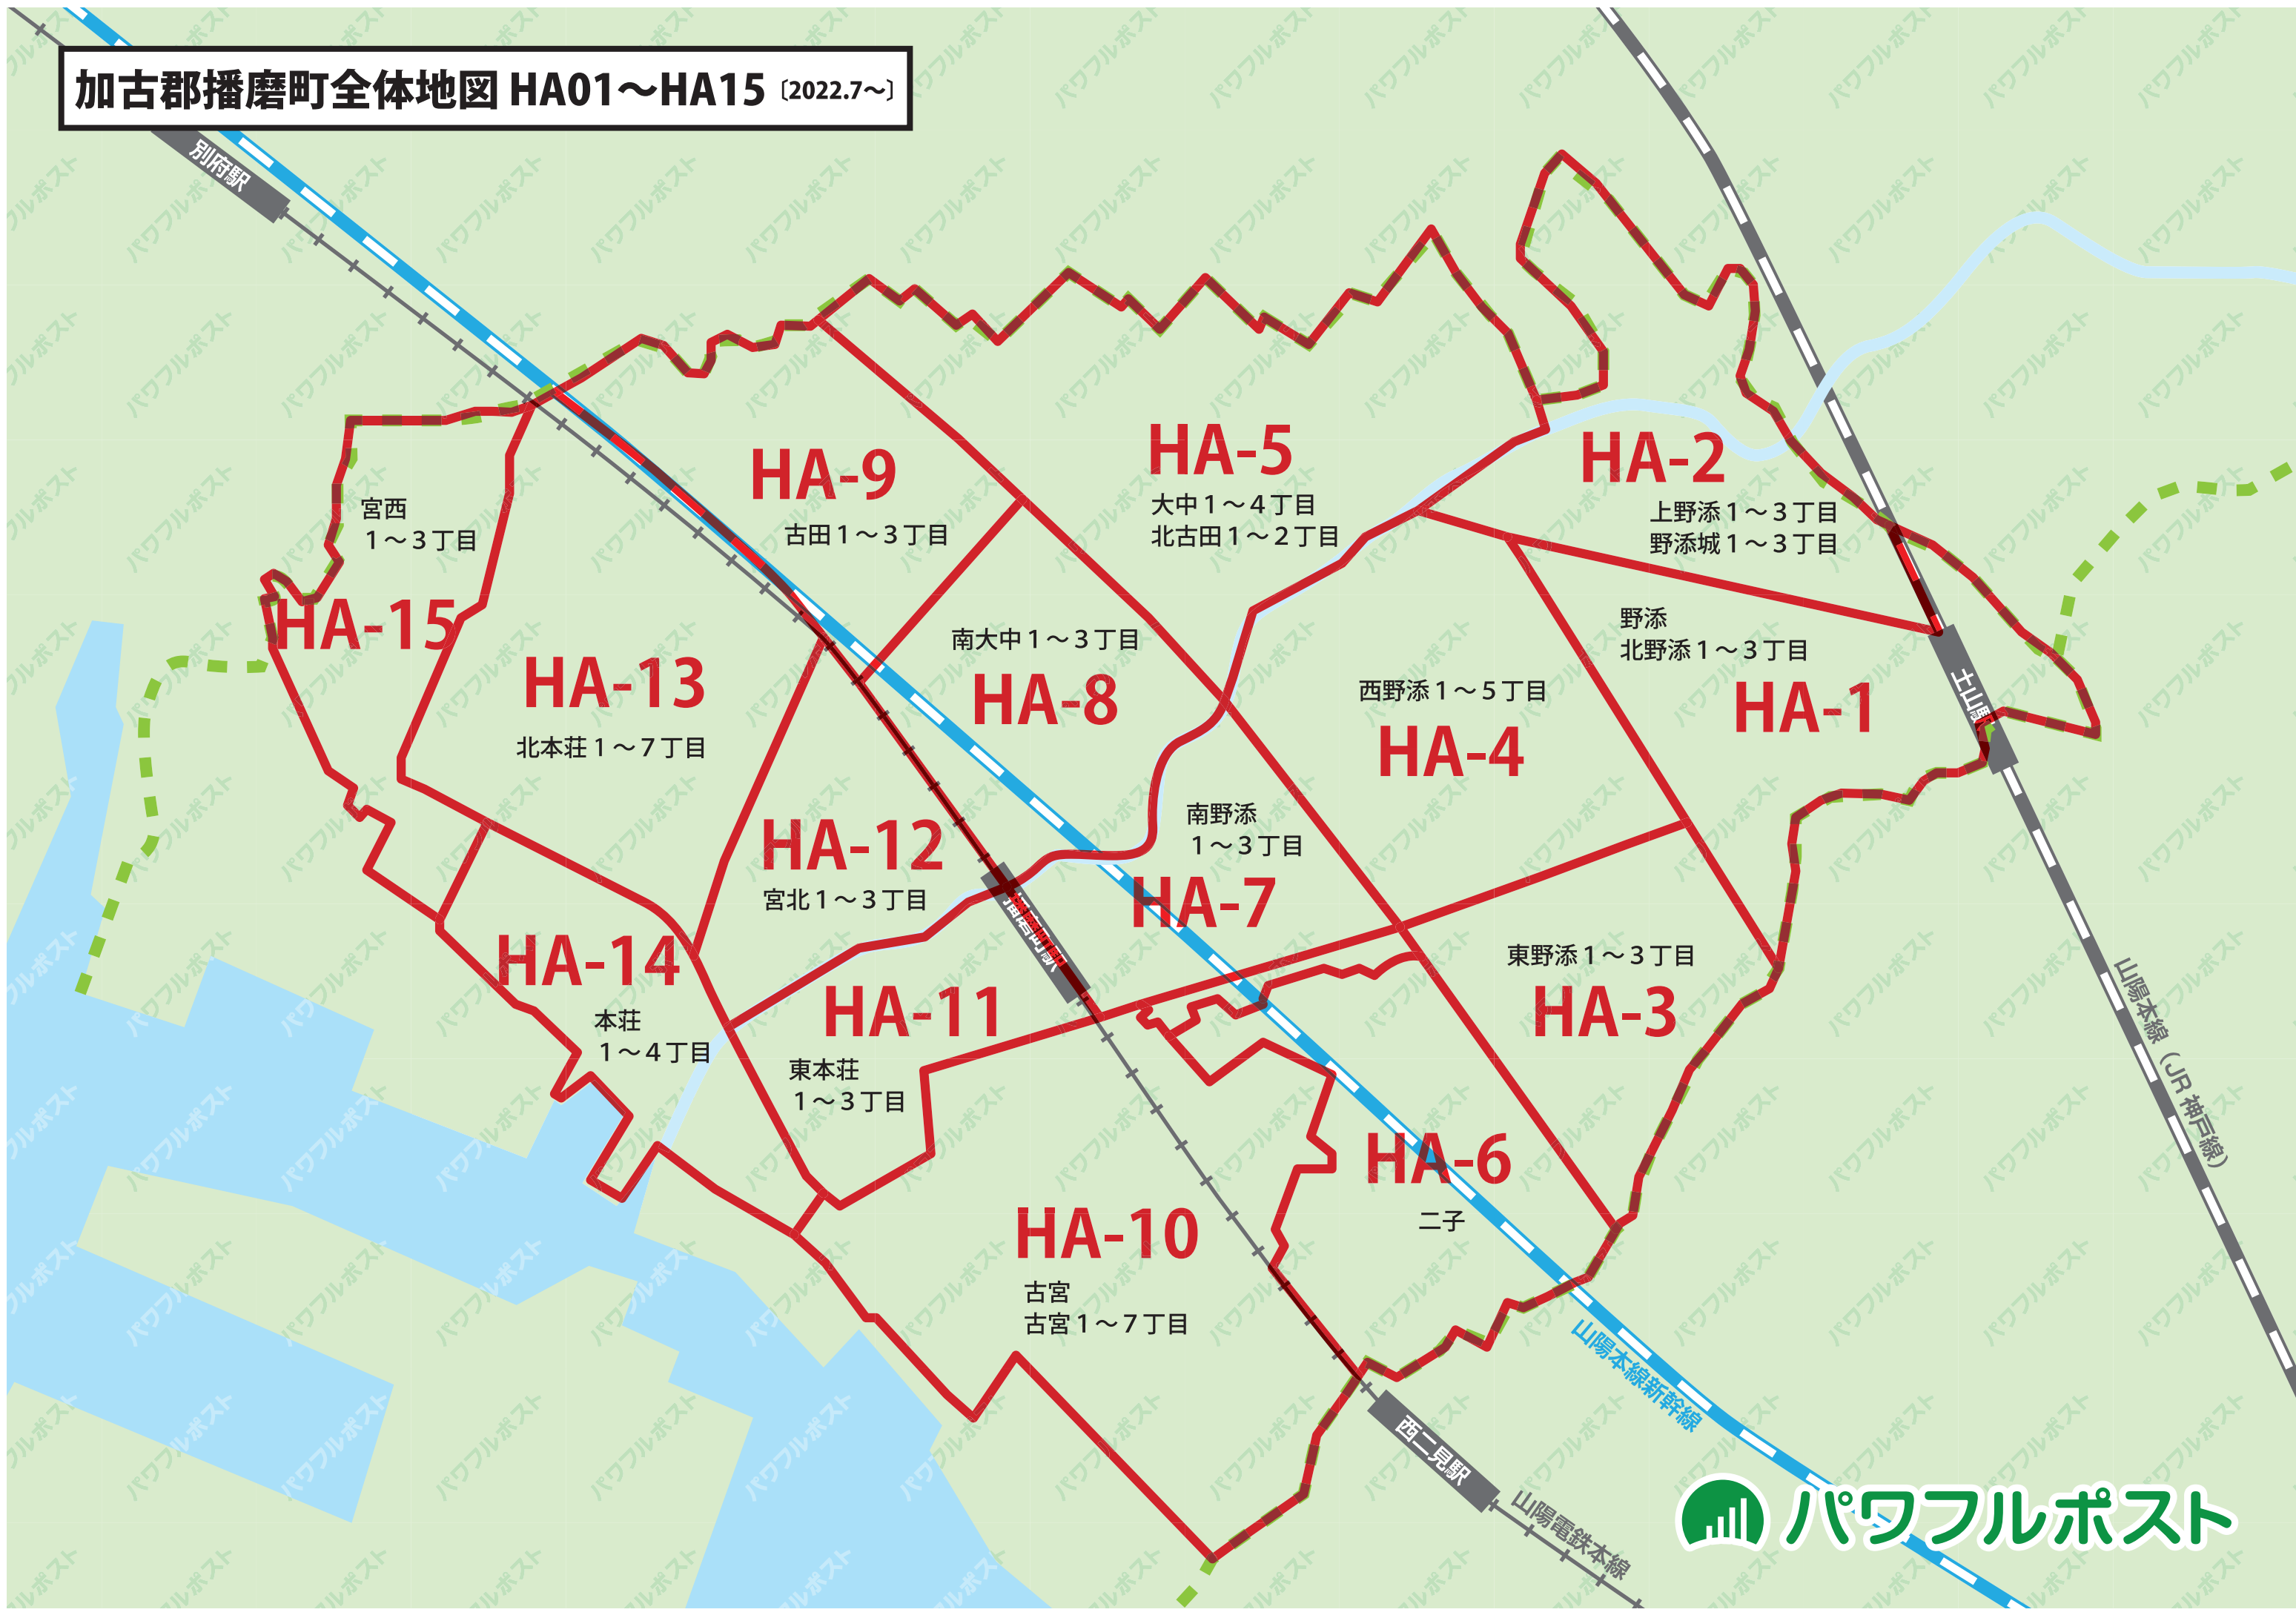 加古郡播磨町全体地図 HA01～HA15〔2022.7～〕
別府駅
HA-5
大中１～４丁目
北古田１～２丁目
HA-2
上野添１～３丁目
野添城１～３丁目
HA-9
古田１～３丁目
宮西
１～３丁目
HA-15
野添
北野添１～３丁目
HA-1
土山駅
南大中１～３丁目
HA-8
西野添１～５丁目
HA-4
HA-13
北本荘１～７丁目
HA-12
宮北１～３丁目
南野添
１～３丁目
HA-7
播磨町駅
HA-14
本荘
１～４丁目
HA-11
東本荘
１～３丁目
東野添１～３丁目
HA-3
山陽本線（JR 神戸線）
HA-6
二子
HA-10
古宮
古宮１～７丁目
山陽本線新幹線
西二見駅
山陽電鉄本線
パワフルポスト